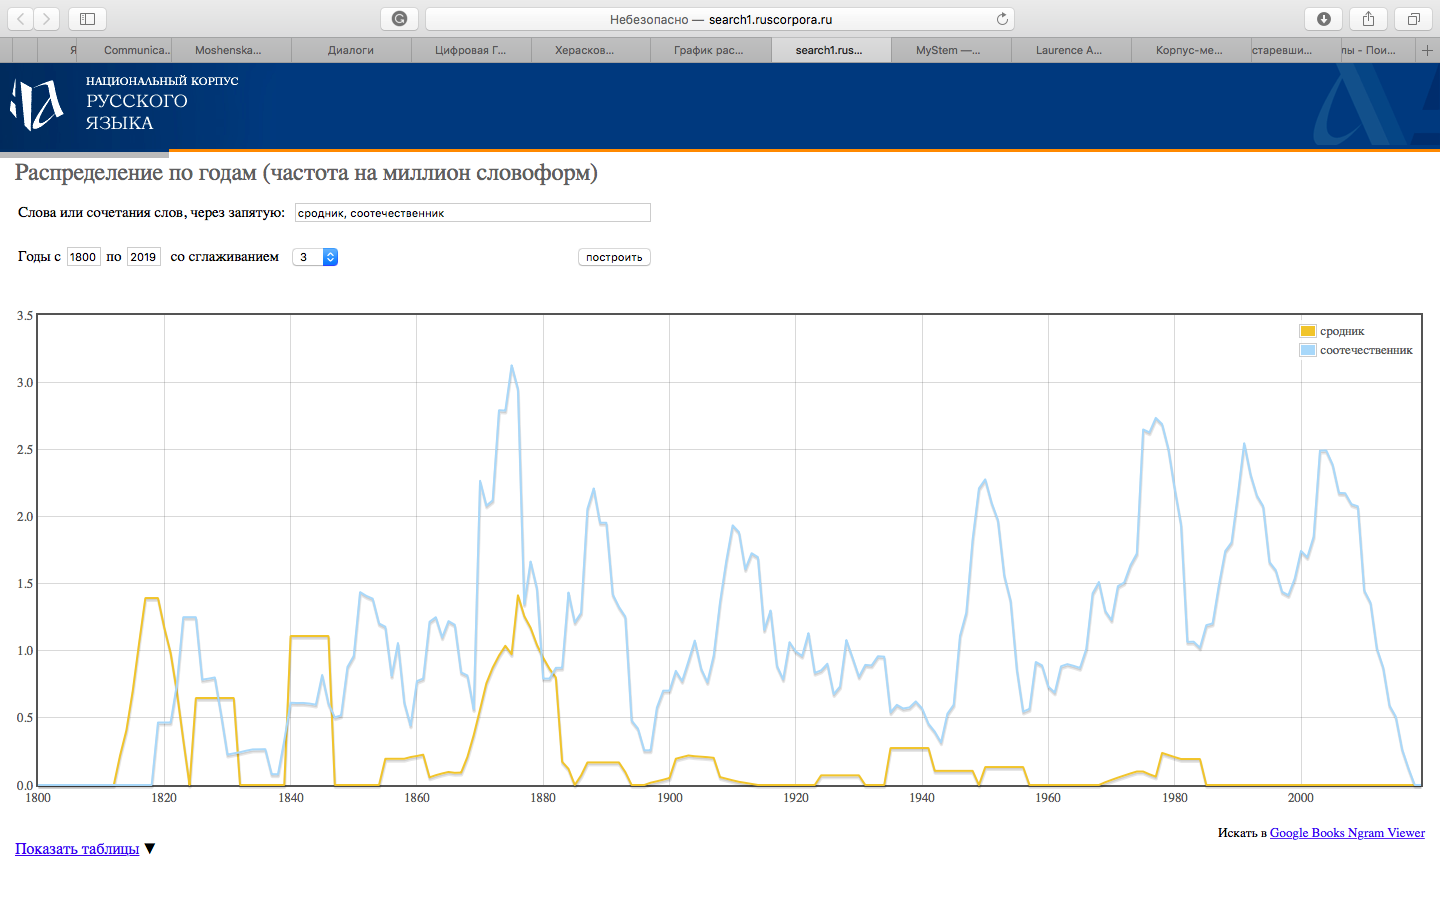 Небезопасно — search1.ruscorpora.ru
Я Communica... Moshenska... Диалоги Цифровая Г... Херасков... График рас... search1.rus... MyStem —... Laurence A... Корпус-ме... старевши... лы - Пои...
НАЦИОНАЛЬНЫЙ КОРПУС
РУССКОГО
ЯЗЫКА
Распределение по годам (частота на миллион словоформ)
Слова или сочетания слов, через запятую: сродник, соотечественник
Годы с 1800 по 2019 со сглаживанием 3 построить
3.5
сродник
соотечественник
3.0
2.5
2.0
1.5
1.0
0.5
0.0
1800 1820 1840 1860 1880 1900 1920 1940 1960 1980 2000
Искать в Google Books Ngram Viewer
Показать таблицы ▼